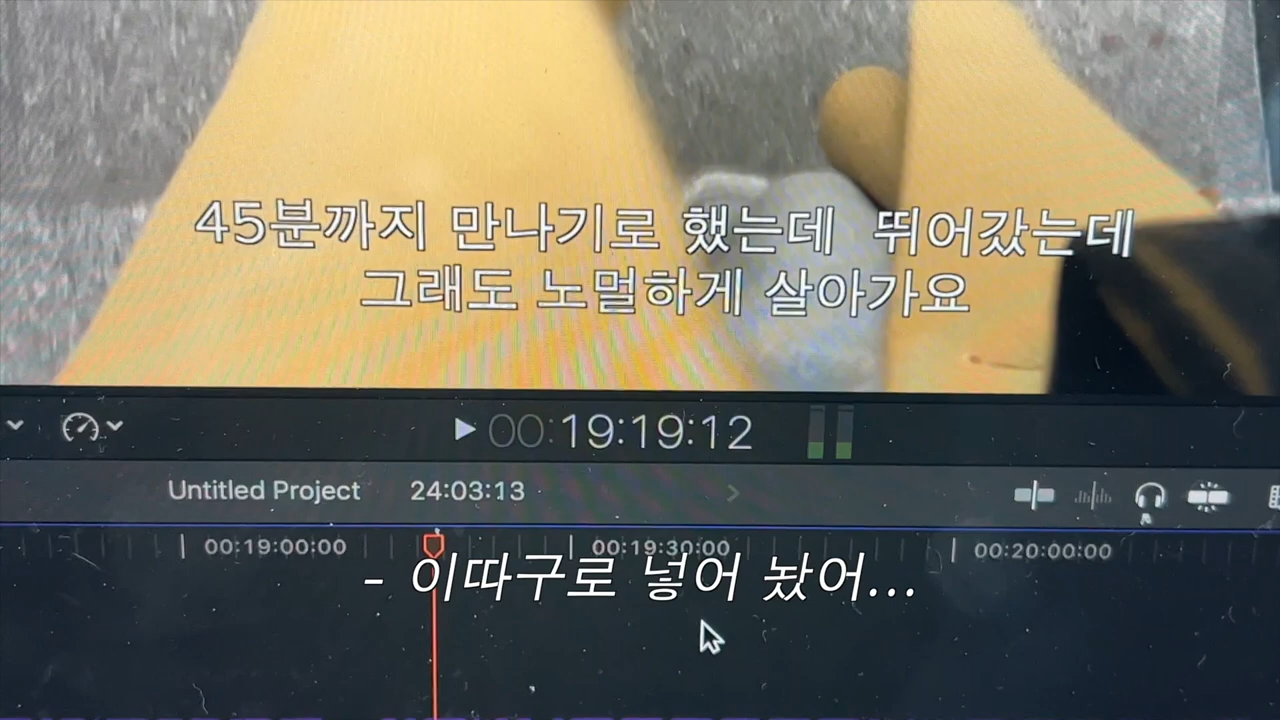 45분까지 만나기로 했는데 뛰어갔는데
그래도 노멀하게 살아가요
00:19:19:12
Untitled Project 24:03:13
00:19:00:00 00:19:30:00 00:20:00:00
- 이따구로 넣어 놨어...